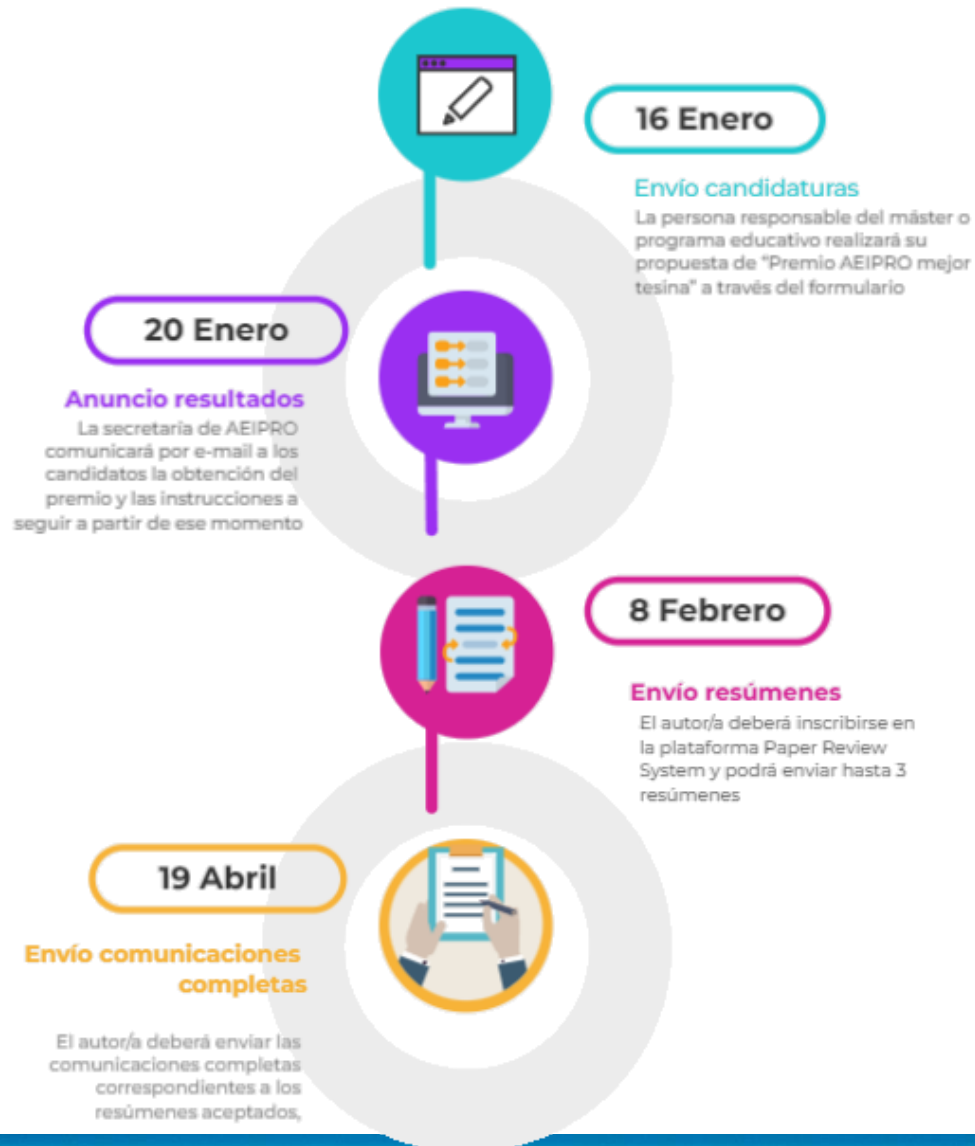 16 Enero
Envío candidaturas
La persona responsable del máster o
programa educativo realizará su
propuesta de "Premio AEIPRO mejor
tesina" a través del formulario
20 Enero
Anuncio resultados
La secretaría de AEIPRO
comunicará por e-mail a los
candidatos la obtención del
premio y las instrucciones a
seguir a partir de ese momento
8 Febrero
Envío resúmenes
El autor/a deberá inscribirse en
la plataforma Paper Review
System y podrá enviar hasta 3
resúmenes
19 Abril
Envío comunicaciones
completas
El autor/a deberá enviar las
comunicaciones completas
correspondientes a los
resúmenes aceptados,